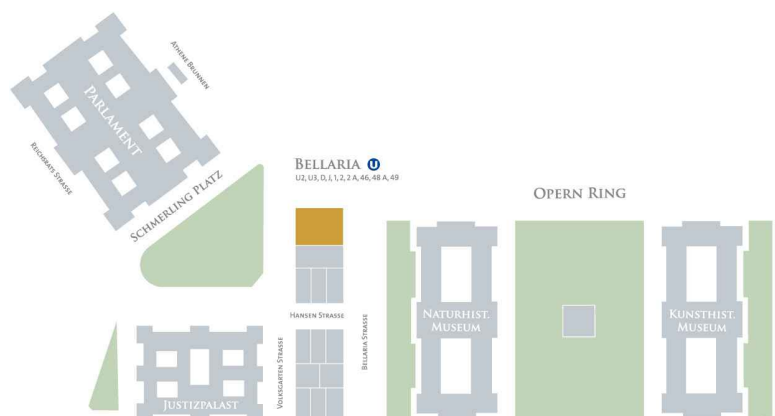 ATHENE BRUNNEN
PARLAMENT
REICHSRATS STRASSE
SCHMERLING PLATZ
BELLARIA U
U2, U3, D, J, 1, 2, 2 A, 46, 48 A, 49
OPERN RING
HANSEN STRASSE
NATURHIST.
MUSEUM
KUNSTHIST.
MUSEUM
BELLARIA STRASSE
VOLKSGARTEN STRASSE
JUSTIZPALAST